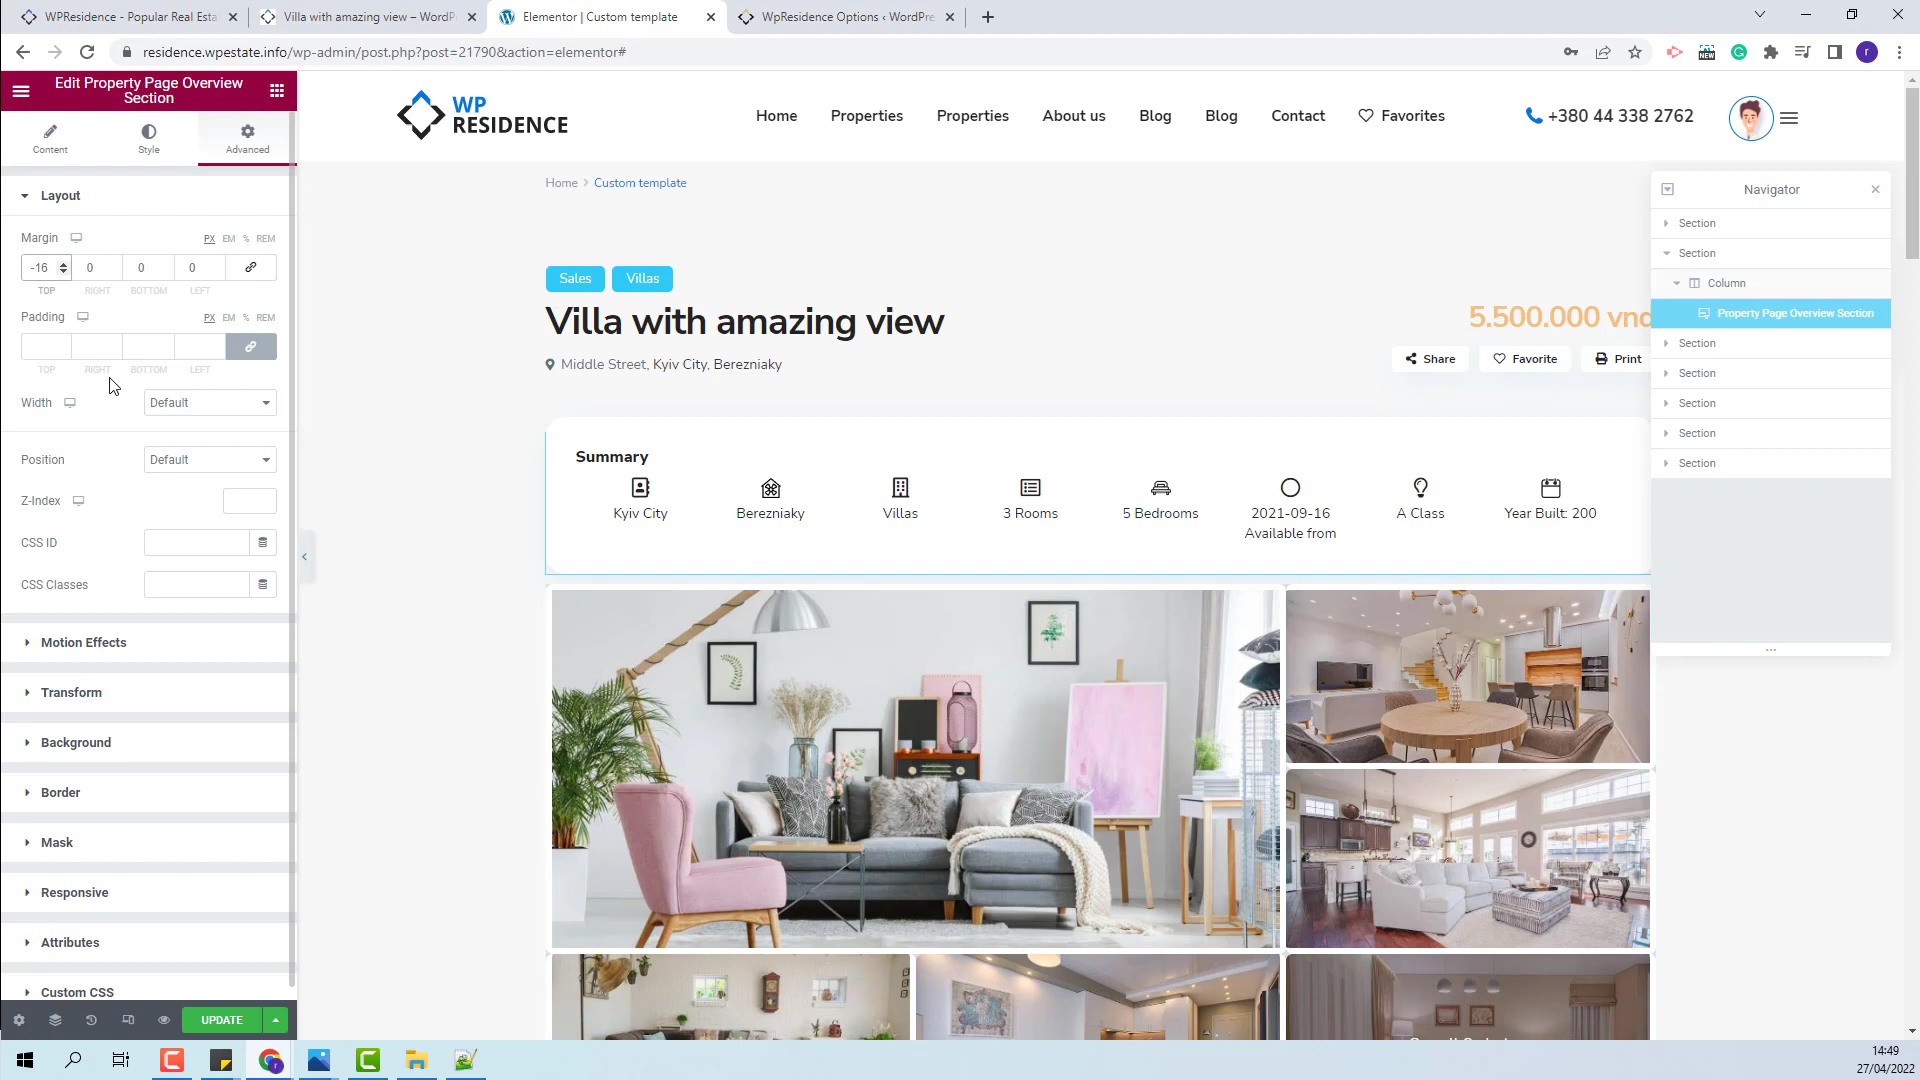 WPResidence - Popular Real Esta
Villa with amazing view – WordP
Elementor | Custom template
WpResidence Options ‹ WordPre
residence.wpestate.info/wp-admin/post.php?post=21790&action=elementor#
NEW
r
Edit Property Page Overview
Section
Content
Style
Advanced
Layout
Margin
PX EM % REM
-16 0 0 0
TOP RIGHT BOTTOM LEFT
Padding
PX EM % REM
TOP RIGHT BOTTOM LEFT
Width
Default
Position
Default
Z-Index
CSS ID
CSS Classes
Motion Effects
Transform
Background
Border
Mask
Responsive
Attributes
Custom CSS
UPDATE
WP
RESIDENCE
Home Properties Properties About us Blog Blog Contact Favorites
+380 44 338 2762
Home > Custom template
Sales Villas
Villa with amazing view
5.500.000 vnd
Middle Street, Kyiv City, Berezniaky
Share Favorite Print
Summary
Kyiv City
Berezniaky
Villas
3 Rooms
5 Bedrooms
2021-09-16
Available from
A Class
Year Built: 200
Navigator
Section
Section
Column
Property Page Overview Section
Section
Section
Section
Section
Section
14:49
27/04/2022